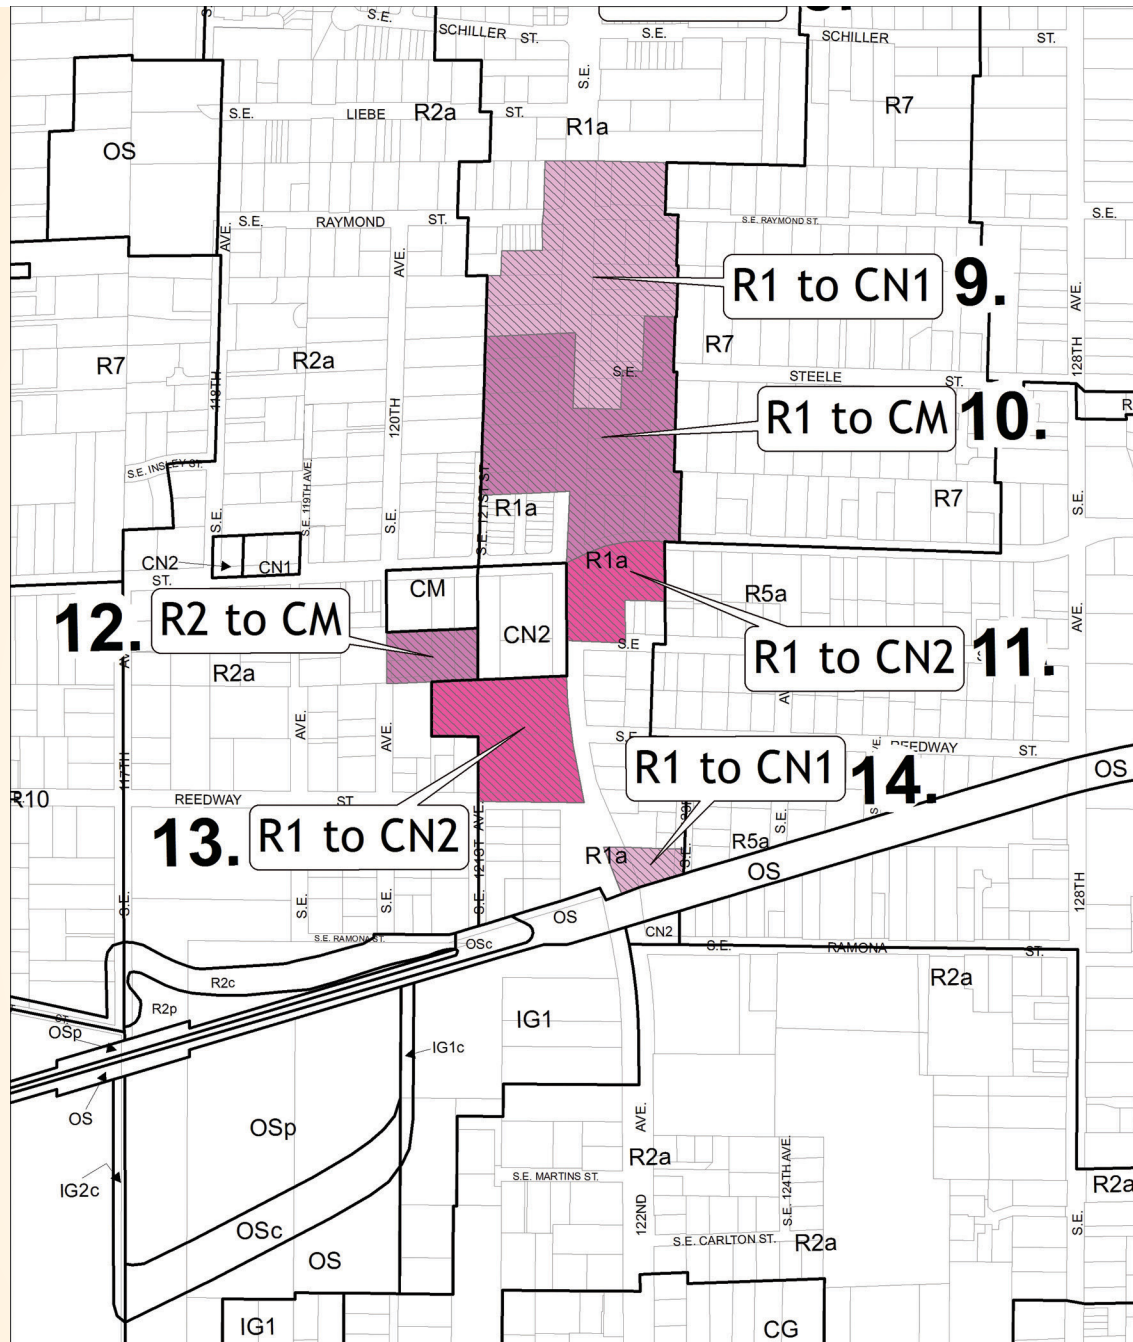 S.E.
SCHILLER ST.
S.E.
SCHILLER
ST.
S.E.
S.E.
LIEBE
R2a
ST.
R1a
R7
OS
S.E.
RAYMOND
ST.
S.E. RAYMOND ST.
S.E.
AVE.
AVE.
R1 to CN1 9.
AVE.
R7
R2a
R7
128TH
S.E.
STEELE
ST.
118TH
120TH
R1 to CM 10.
R
S.E. INSLEY ST.
S.E. 119TH AVE.
S.E. 121ST ST.
R1a
R7
S.E.
S.E.
S.E.
CN2
CN1
ST.
R1a
CM
R5a
12. R2 to CM
CN2
AVE.
S.E
R1 to CN2 11.
R2a
AVE.
AVE.
S.E.
REEDWAY
ST.
117TH
R1 to CN1 14.
OS
R10
REEDWAY
ST.
13. R1 to CN2
S.E. 121ST AVE.
R1a
S.E.
S.E.
R5a
OS
S.E.
S.E.
S.E.
128TH
OS
CN2
S.E. RAMONA ST.
OSc
S.E.
RAMONA
ST.
R2c
R2a
R2p
ST.
OSp
IG1
IG1c
OS
OSp
AVE.
R2a
S.E. 124TH AVE.
S.E. MARTINS ST.
R2a
IG2c
122ND
S.E.
OSc
S.E. CARLTON ST.
R2a
OS
IG1
CG